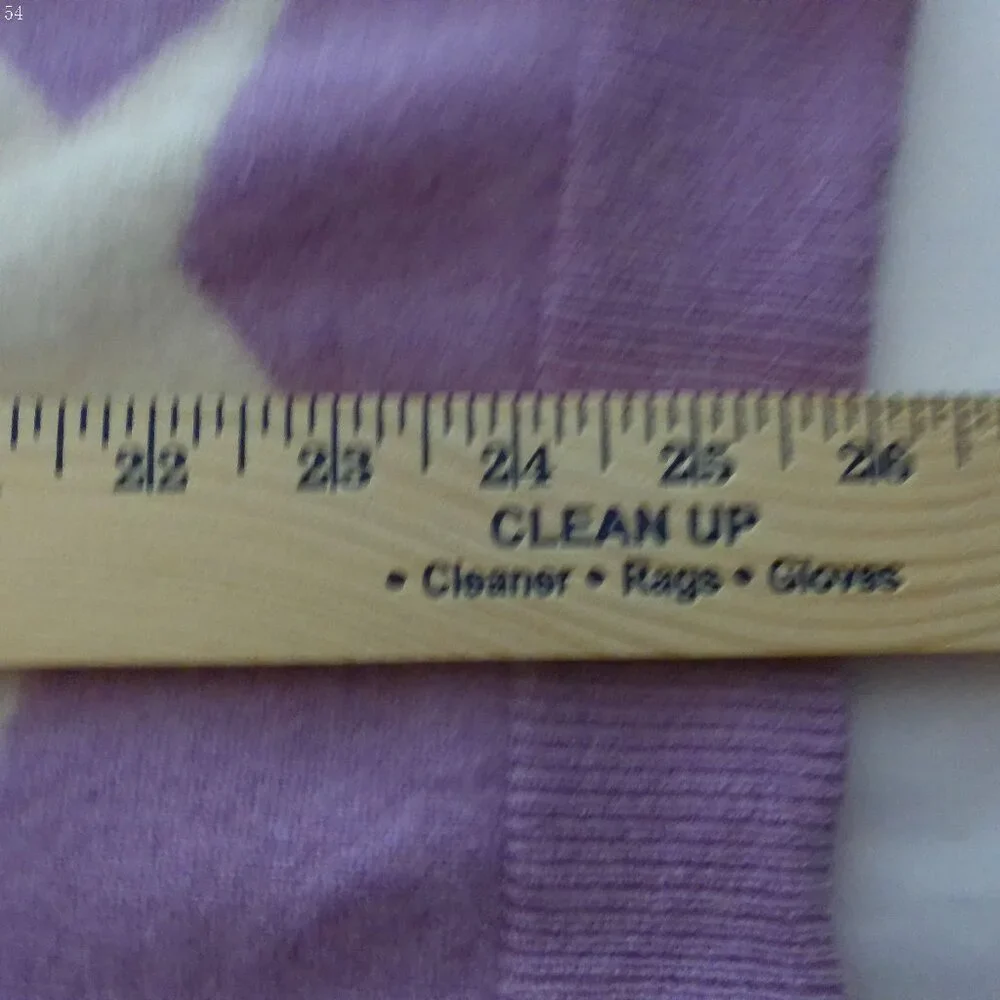 54
22 23 24 25 26
CLEAN UP
• Cleaner • Rags • Gloves